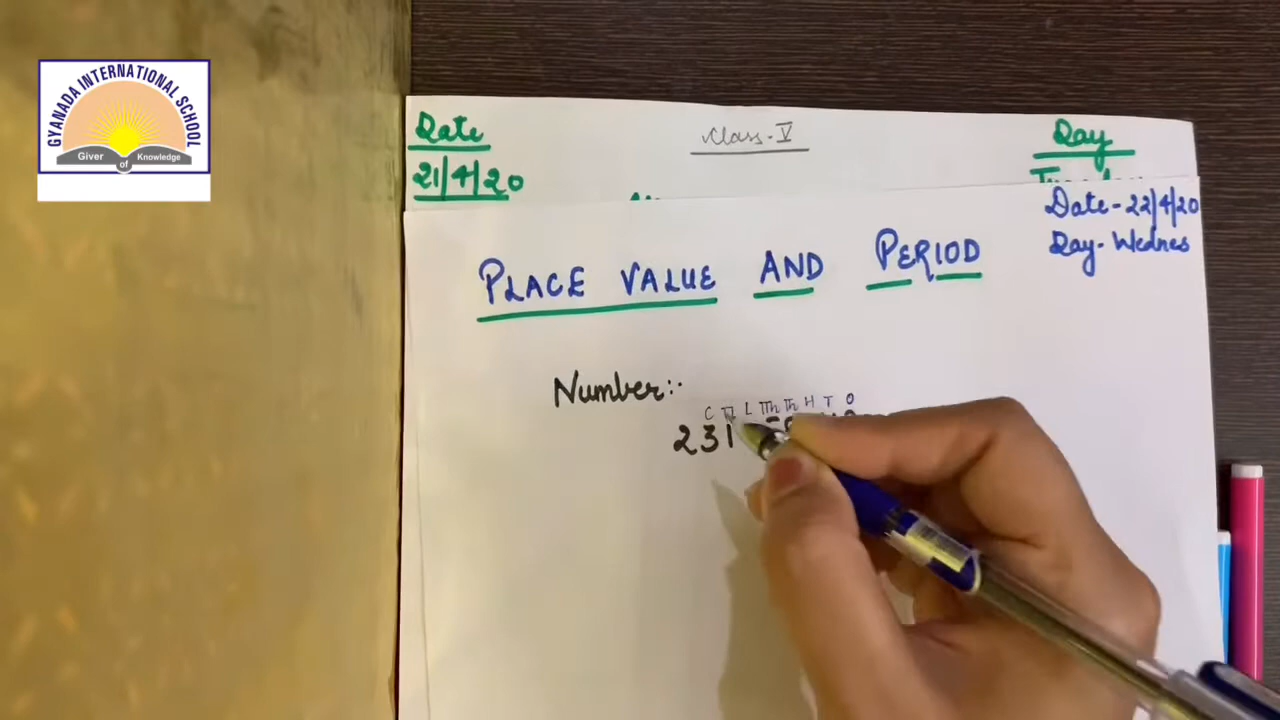 GYANADA INTERNATIONAL SCHOOL
Giver of Knowledge
Date
21/4/20
Class-V
Day
Date - 22/4/20
Day - Wednes
PLACE VALUE AND PERIOD
Number:-
C TL L TTh Th H T O
231